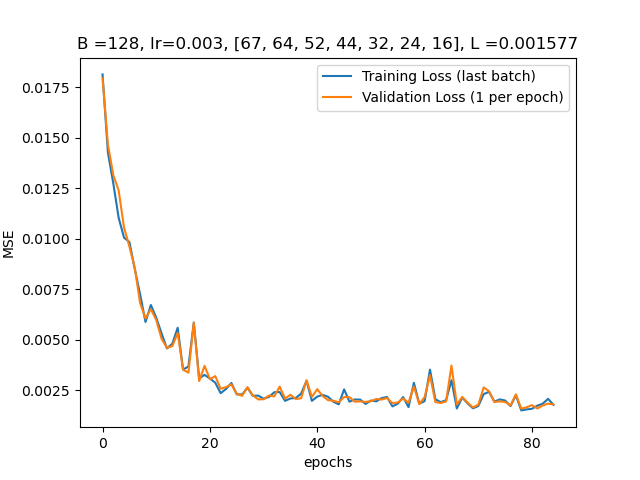 B =128, lr=0.003, [67, 64, 52, 44, 32, 24, 16], L =0.001577
Training Loss (last batch)
Validation Loss (1 per epoch)
0.0175
0.0150
0.0125
0.0100
0.0075
0.0050
0.0025
MSE
0 20 40 60 80
epochs